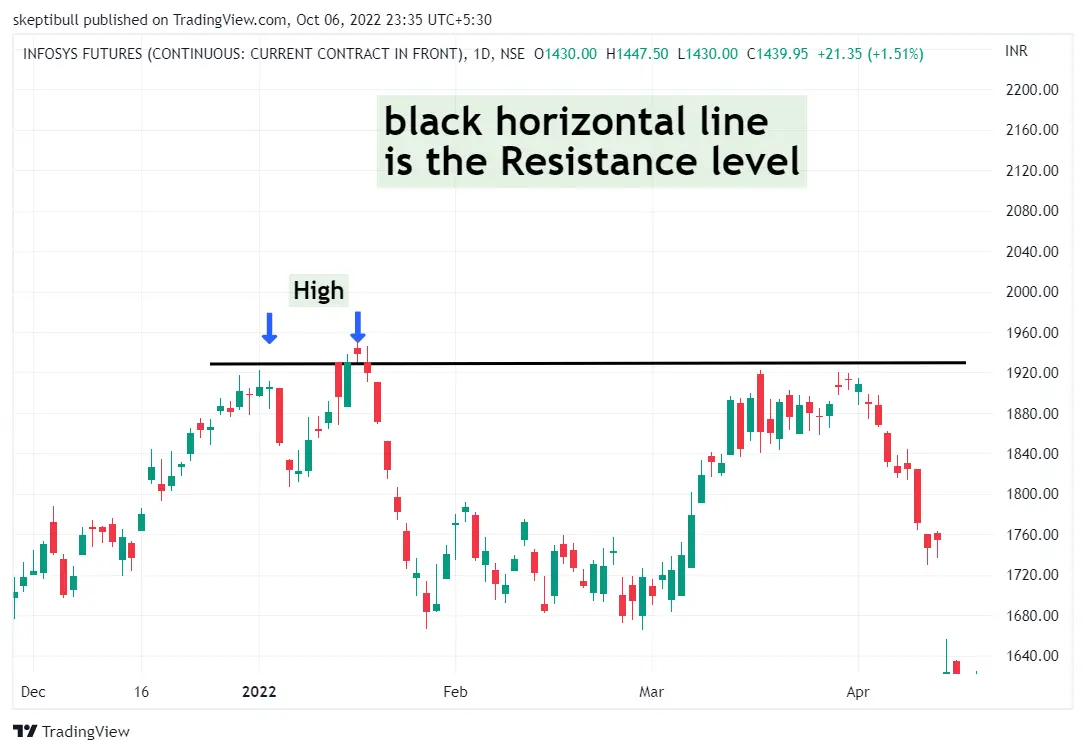 skeptibull published on TradingView.com, Oct 06, 2022 23:35 UTC+5:30
INFOSYS FUTURES (CONTINUOUS: CURRENT CONTRACT IN FRONT), 1D, NSE O1430.00 H1447.50 L1430.00 C1439.95 +21.35 (+1.51%)
INR
2200.00
black horizontal line
2160.00
is the Resistance level
2120.00
2080.00
2040.00
High
2000.00
1960.00
1920.00
1880.00
1840.00
1800.00
1760.00
1720.00
1680.00
1640.00
Dec 16 2022 Feb Mar Apr
TradingView